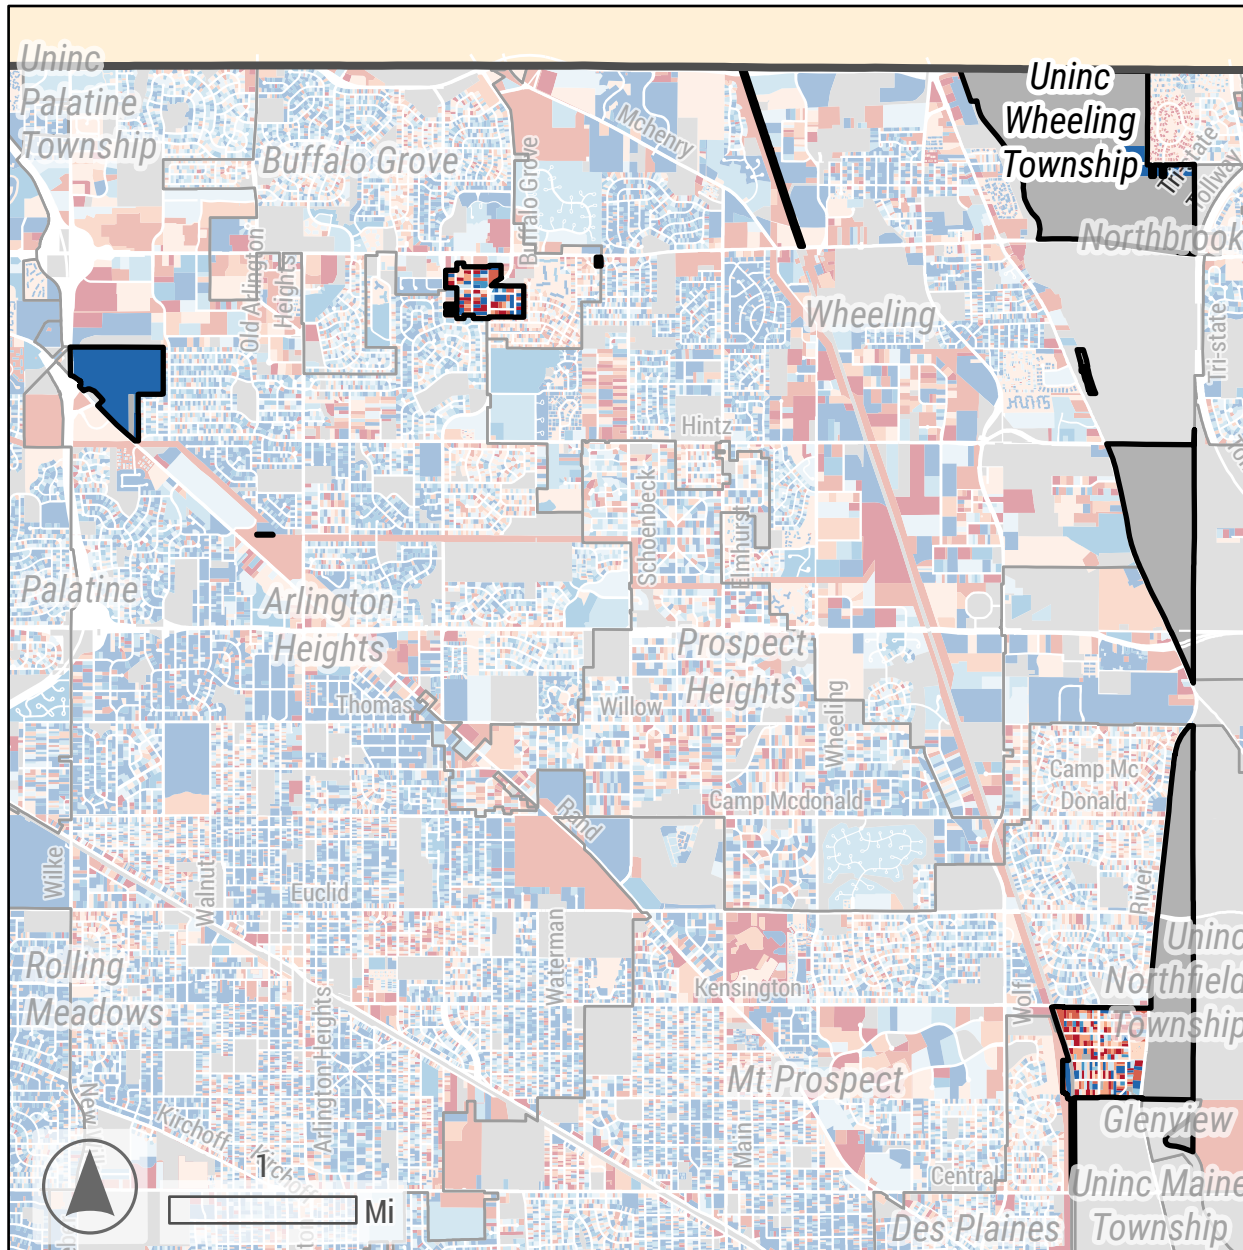 Uninc
Palatine
Township
Buffalo Grove
Mchenry
Buffalo Grove
Uninc
Wheeling
Township
Tri-state
Tollway
Northbrook
Old Arlington
Heights
Wheeling
Tri-state
Hintz
Schoenbeck
Elmhurst
Palatine
Arlington
Heights
Prospect
Heights
Thomas
Willow
Wheeling
Camp Mcdonald
Camp Mc
Donald
Rand
Wilke
Walnut
Euclid
River
Waterman
Rolling
Meadows
Uninc
Northfield
Township
Kensington
Wolf
Arlington Heights
Mt Prospect
New
Kirchoff
Kirchoff
Main
Glenview
Central
Uninc Maine
Township
Des Plaines
1
Mi